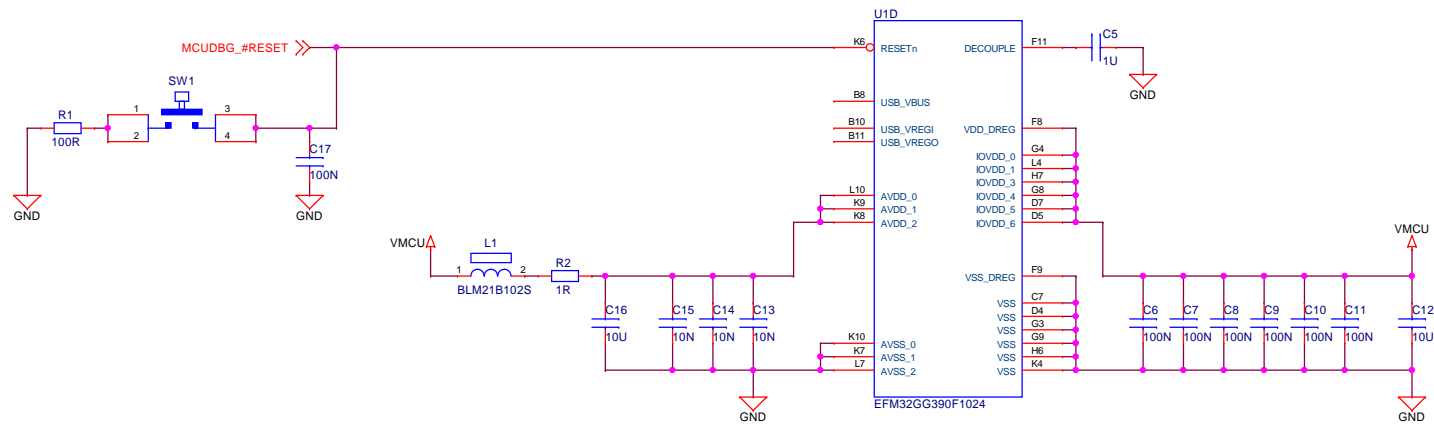 U1D
MCUDBG_#RESET
K6
RESETn
DECOUPLE
F11
C5
1U
GND
SW1
R1
100R
1
2
3
4
C17
100N
GND
GND
B8
USB_VBUS
B10
USB_VREGI
B11
USB_VREGO
VDD_DREG
F8
IOVDD_0
G4
IOVDD_1
L4
IOVDD_3
H7
IOVDD_4
G8
IOVDD_5
D7
IOVDD_6
D5
L10
AVDD_0
K9
AVDD_1
K8
AVDD_2
VMCU
L1
1
2
BLM21B102S
R2
1R
C16
10U
C15
10N
C14
10N
C13
10N
VSS_DREG
F9
VSS
C7
VSS
D4
VSS
G3
VSS
G9
VSS
H6
VSS
K4
K10
AVSS_0
K7
AVSS_1
L7
AVSS_2
VMCU
C6
100N
C7
100N
C8
100N
C9
100N
C10
100N
C11
100N
C12
10U
GND
EFM32GG390F1024
GND